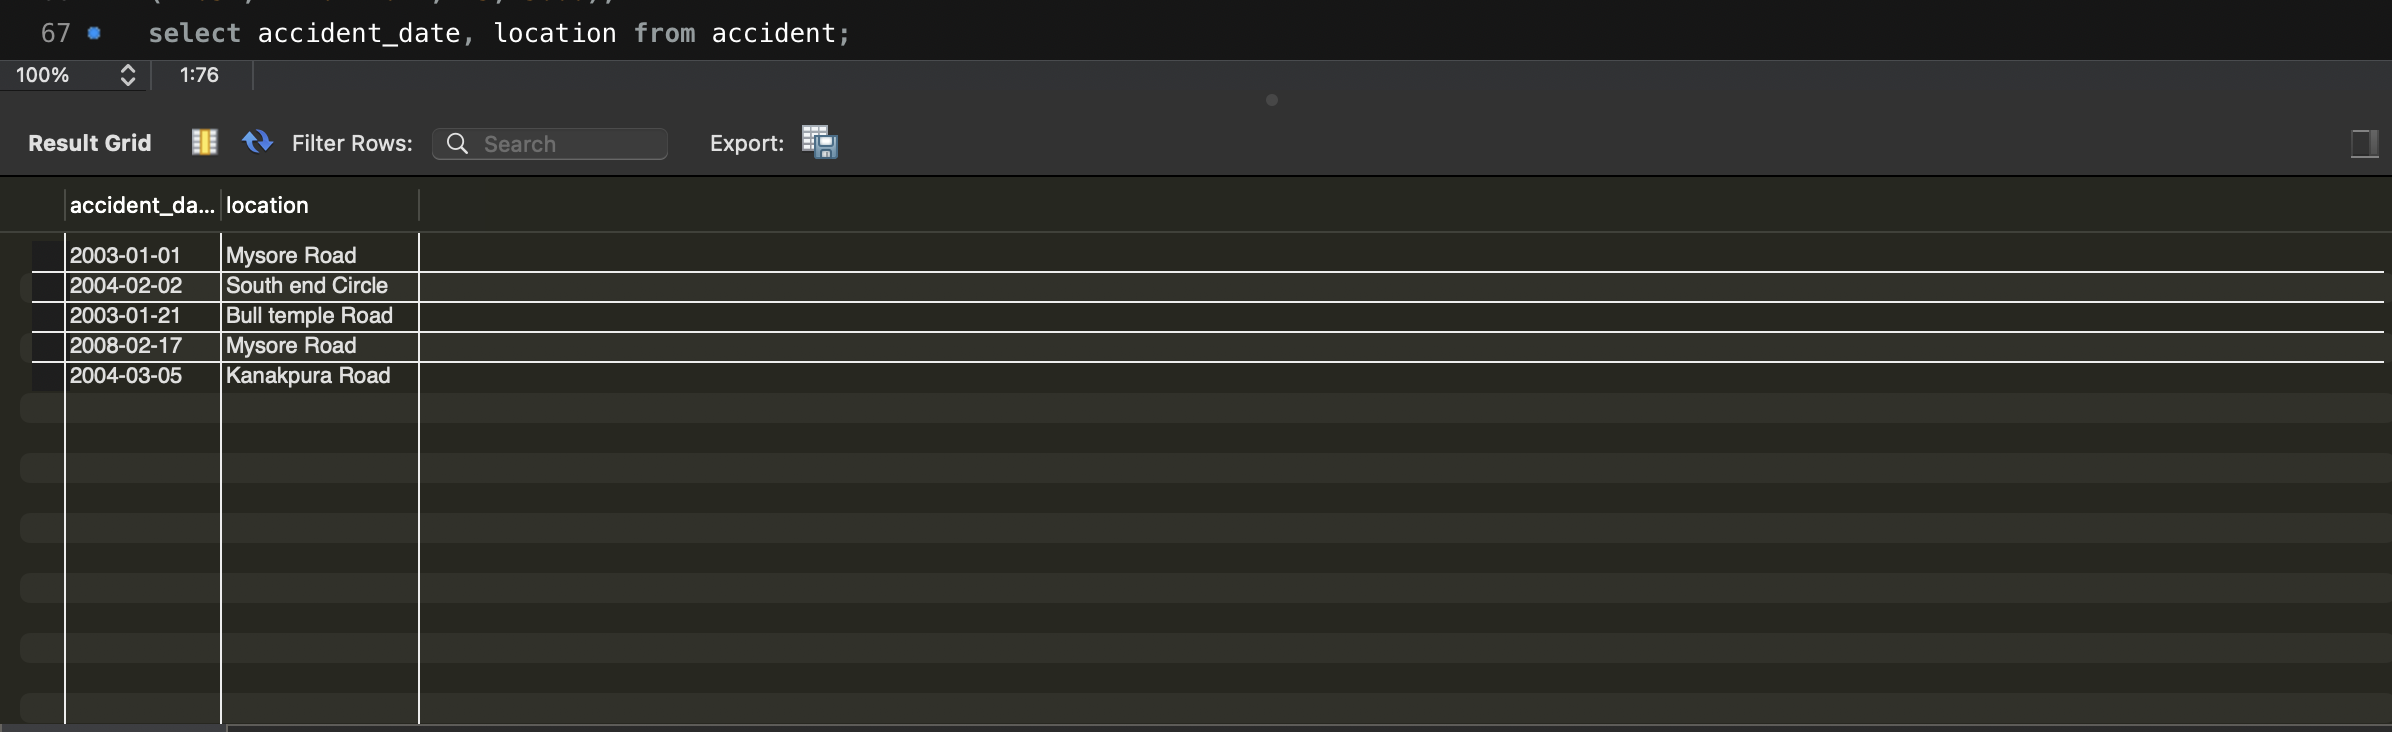 67 select accident_date, location from accident;
100% 1:76
Result Grid Filter Rows: Search Export:
accident_da... location
2003-01-01 Mysore Road
2004-02-02 South end Circle
2003-01-21 Bull temple Road
2008-02-17 Mysore Road
2004-03-05 Kanakpura Road